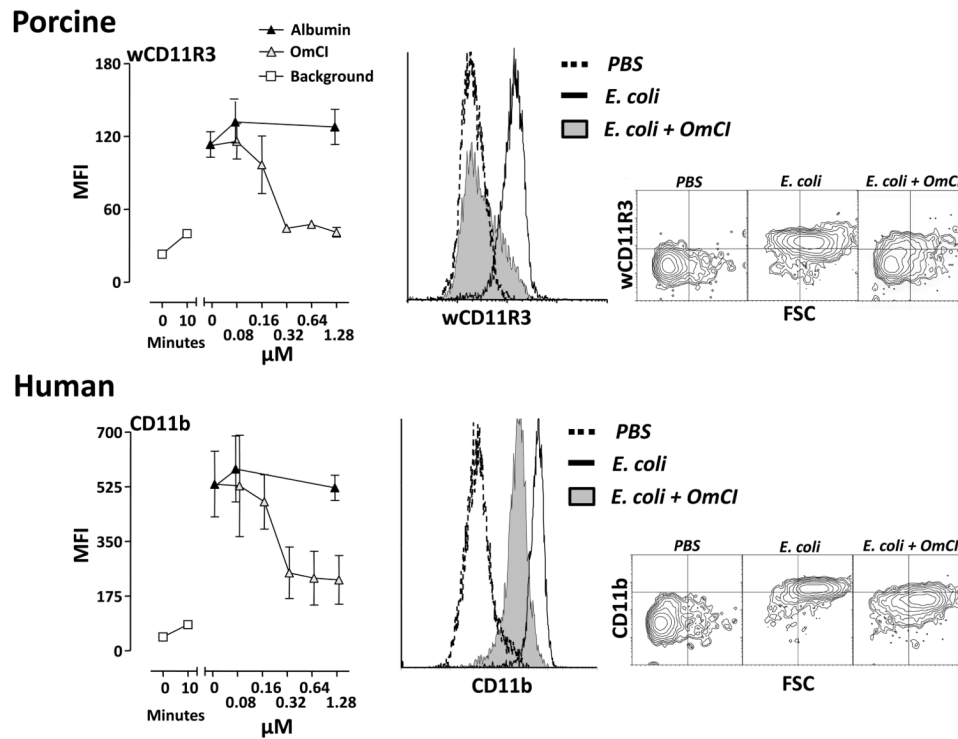 Porcine
wCD11R3
Albumin
OmCI
Background
180
120
60
0
MFI
0 10
Minutes
0 0.16 0.64
0.08 0.32 1.28
µM
wCD11R3
PBS
E. coli
E. coli + OmCI
PBS E. coli E. coli + OmCI
wCD11R3
FSC
Human
CD11b
700
525
350
175
0
MFI
0 10
Minutes
0 0.16 0.64
0.08 0.32 1.28
µM
CD11b
PBS
E. coli
E. coli + OmCI
PBS E. coli E. coli + OmCI
CD11b
FSC